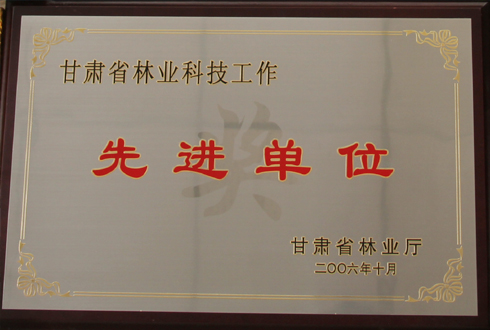 甘肃省林业科技工作
奖
先进单位
甘肃省林业厅
二〇〇六年十月